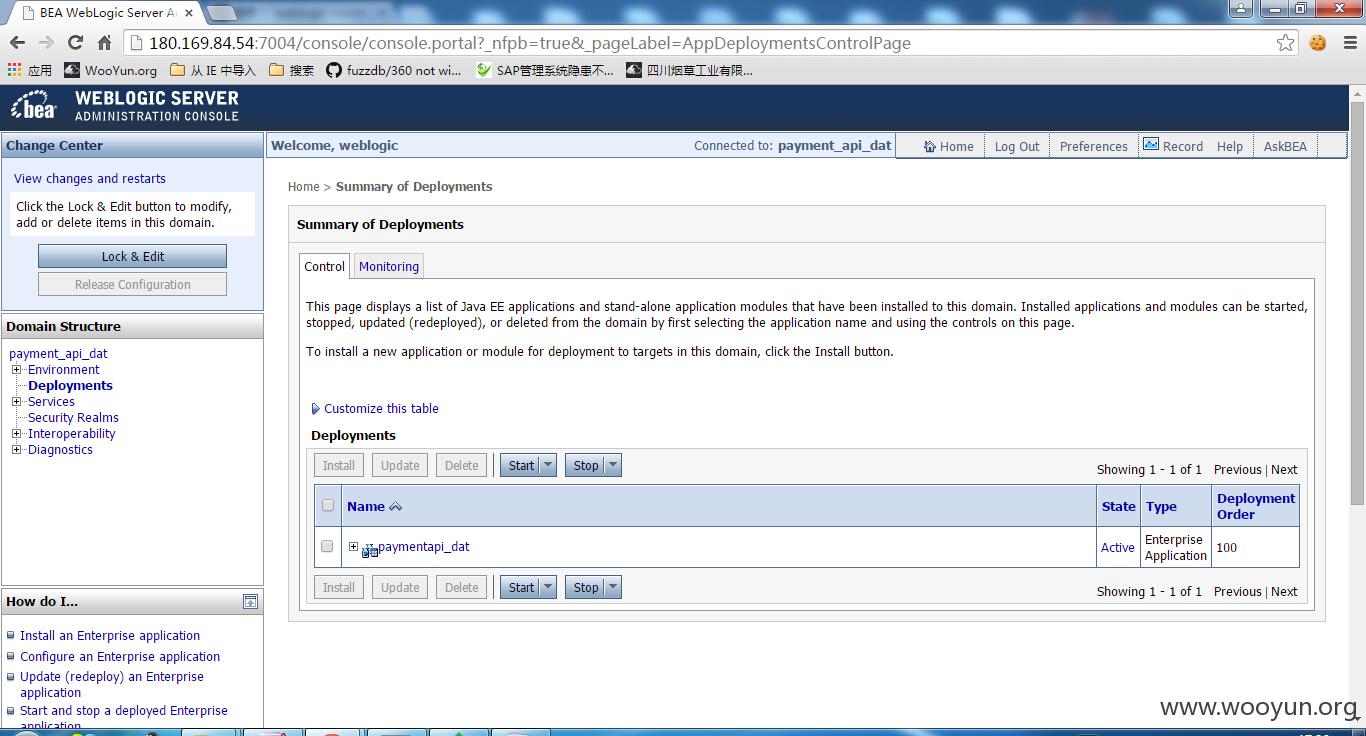 BEA WebLogic Server A
180.169.84.54:7004/console/console.portal?_nfpb=true&_pageLabel=AppDeploymentsControlPage
应用 WooYun.org 从 IE 中导入 搜索 fuzzdb/360 not wi... SAP管理系统隐患不... 四川烟草工业有限...
bea WEBLOGIC SERVER
ADMINISTRATION CONSOLE
Change Center
Welcome, weblogic Connected to: payment_api_dat Home Log Out Preferences Record Help AskBEA
View changes and restarts
Click the Lock & Edit button to modify,
add or delete items in this domain.
Lock & Edit
Release Configuration
Domain Structure
payment_api_dat
Environment
Deployments
Services
Security Realms
Interoperability
Diagnostics
How do I...
Install an Enterprise application
Configure an Enterprise application
Update (redeploy) an Enterprise
application
Start and stop a deployed Enterprise
application
Home > Summary of Deployments
Summary of Deployments
Control Monitoring
This page displays a list of Java EE applications and stand-alone application modules that have been installed to this domain. Installed applications and modules can be started,
stopped, updated (redeployed), or deleted from the domain by first selecting the application name and using the controls on this page.
To install a new application or module for deployment to targets in this domain, click the Install button.
Customize this table
Deployments
Install Update Delete Start Stop Showing 1 - 1 of 1 Previous | Next
Name State Type Deployment
Order
paymentapi_dat Active Enterprise
Application 100
Install Update Delete Start Stop Showing 1 - 1 of 1 Previous | Next
www.wooyun.org